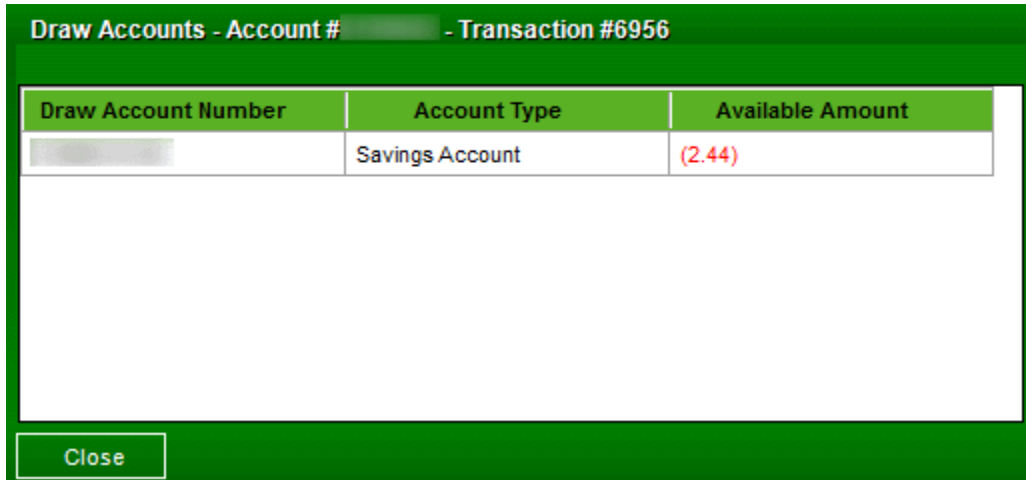 Draw Accounts - Account # - Transaction #6956
Draw Account Number Account Type Available Amount
Savings Account (2.44)
Close